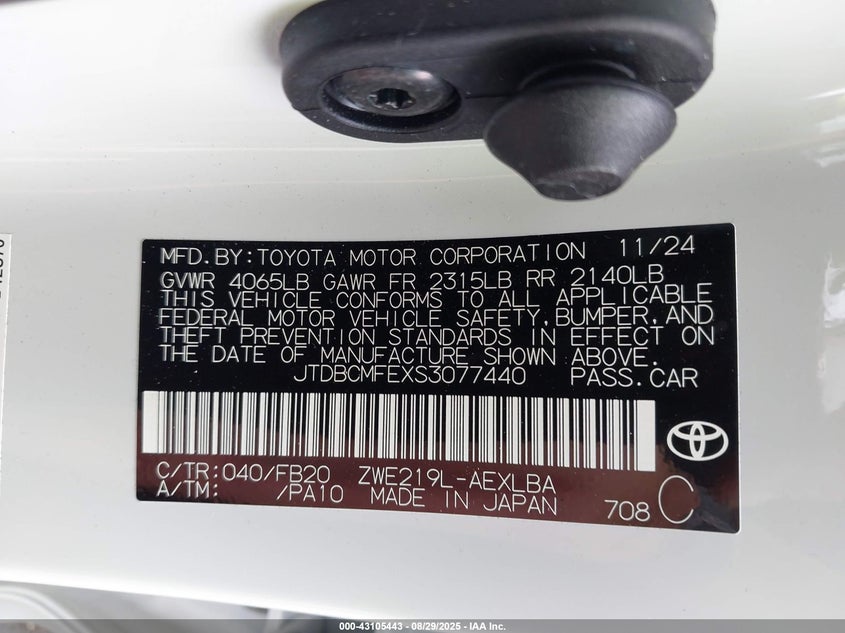 MFD.BY:TOYOTA MOTOR CORPORATION 11/24
GVWR 4065LB GAWR FR 2315LB RR 2140LB
THIS VEHICLE CONFORMS TO ALL APPLICABLE
FEDERAL MOTOR VEHICLE SAFETY,BUMPER,AND
THEFT PREVENTION STANDARDS IN EFFECT ON
THE DATE OF MANUFACTURE SHOWN ABOVE.
JTDBCMFEXS3077440 PASS.CAR
C/TR:040/FB20 ZWE219L-AEXLBA
A/TM: /PA10 MADE IN JAPAN
708 C
000-43105443 - 08/29/2025 - IAA Inc.